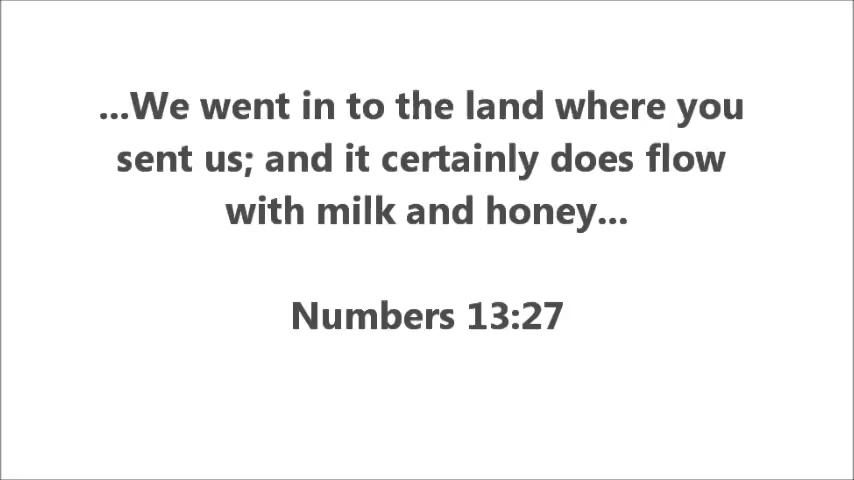 ...We went in to the land where you
sent us; and it certainly does flow
with milk and honey...
Numbers 13:27